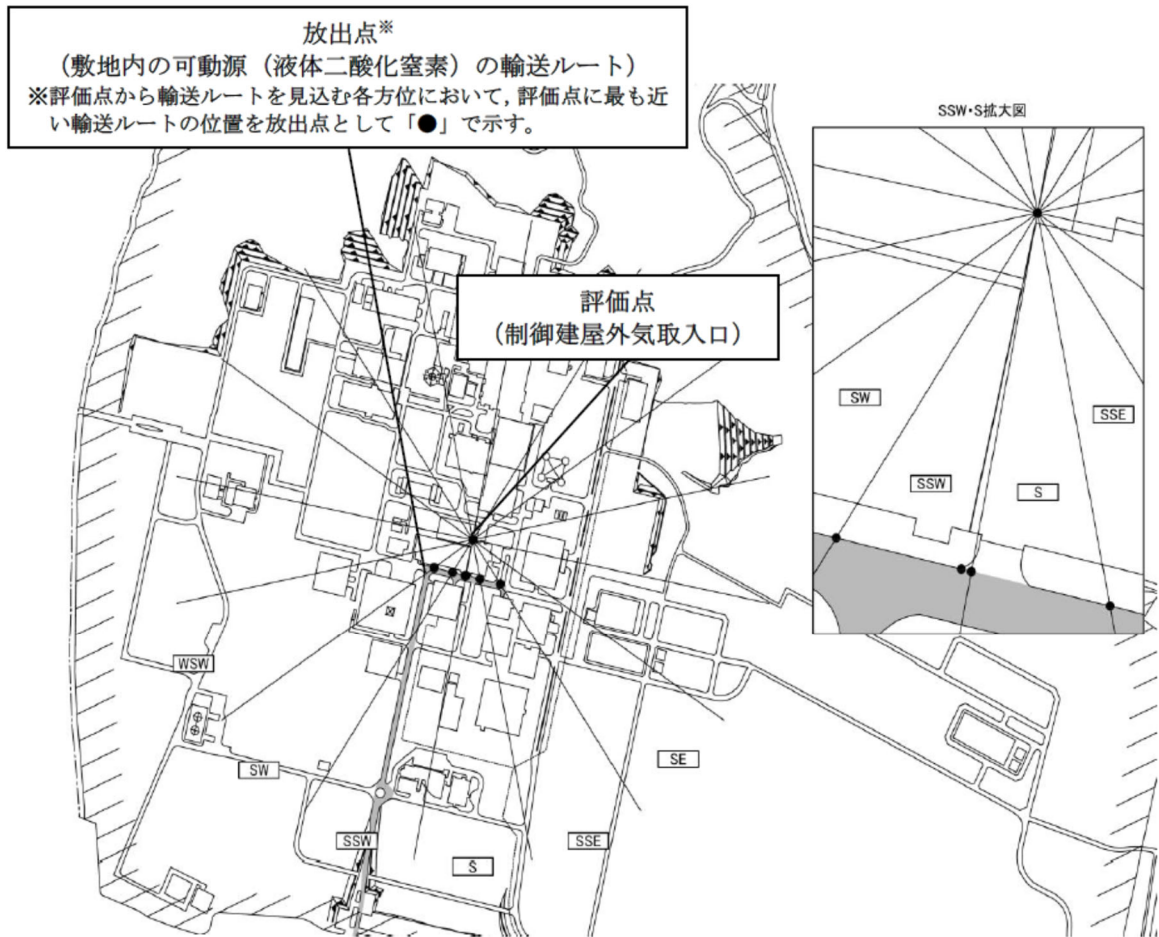 放出点※
(敷地内の可動源(液体二酸化窒素)の輸送ルート)
※評価点から輸送ルートを見込む各方位において,評価点に最も近
い輸送ルートの位置を放出点として「●」で示す。
SSW・S拡大図
評価点
(制御建屋外気取入口)
SW
SSE
SSW
S
WSW
SW
SE
SSW
SSE
S